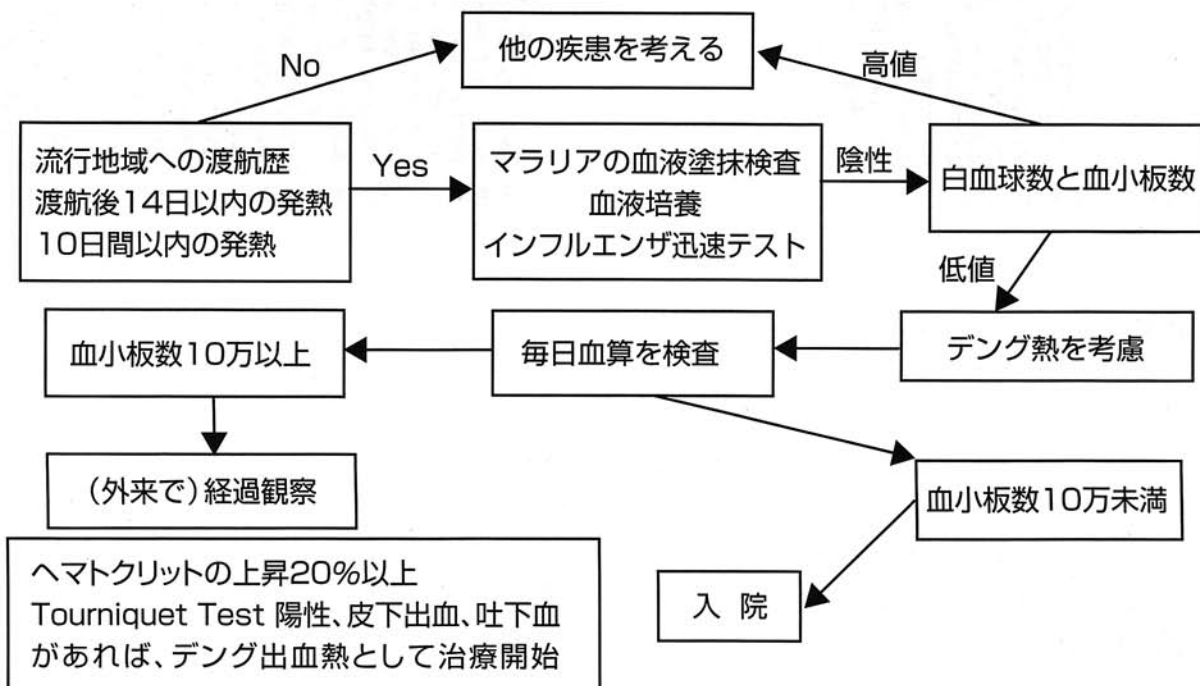 他の疾患を考える
No
高値
流行地域への渡航歴
渡航後14日以内の発熱
10日間以内の発熱
Yes
マラリアの血液塗抹検査
血液培養
インフルエンザ迅速テスト
陰性
白血球数と血小板数
低値
デング熱を考慮
毎日血算を検査
血小板数10万以上
(外来で)経過観察
血小板数10万未満
入 院
ヘマトクリットの上昇20%以上
Tourniquet Test 陽性、皮下出血、吐下血
があれば、デング出血熱として治療開始